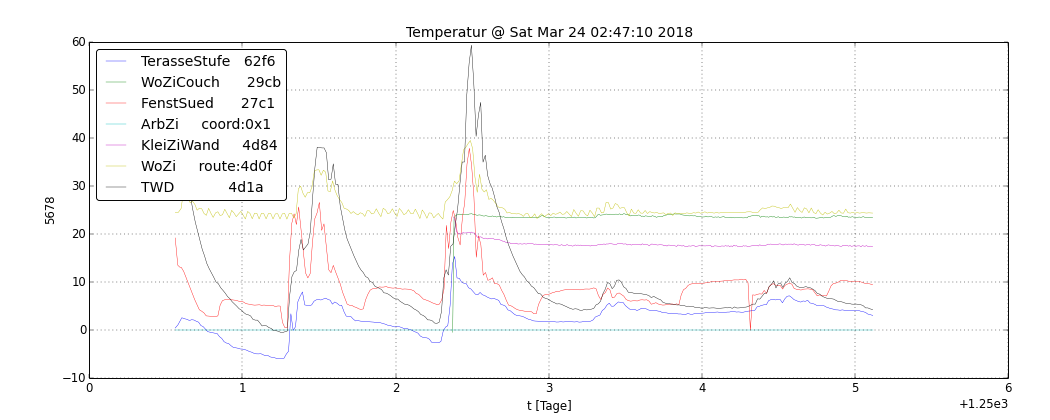 Temperatur @ Sat Mar 24 02:47:10 2018
60
50
40
30
20
10
0
−10
5678
TerasseStufe 62f6
WoZiCouch 29cb
FenstSued 27c1
ArbZi coord:0x1
KleiZiWand 4d84
WoZi route:4d0f
TWD 4d1a
0 1 2 3 4 5 6
t [Tage]
+1.25e3